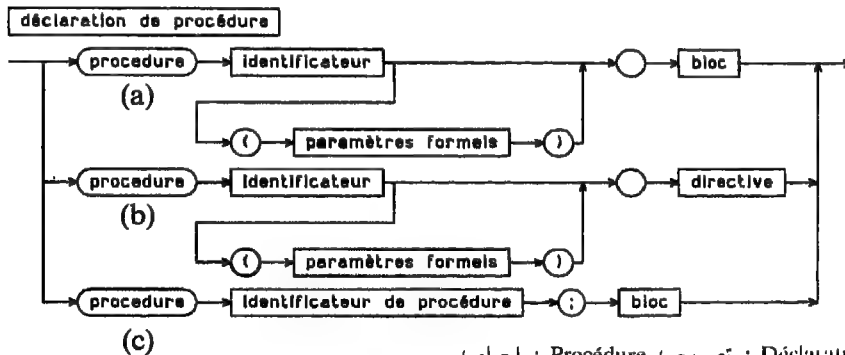 déclaration de procédure
procedure identificateur bloc
(a)
( paramètres formels )
procedure identificateur directive
(b)
( paramètres formels )
procedure identificateur de procédure ; bloc
(c)
: Procédure : Déclarat